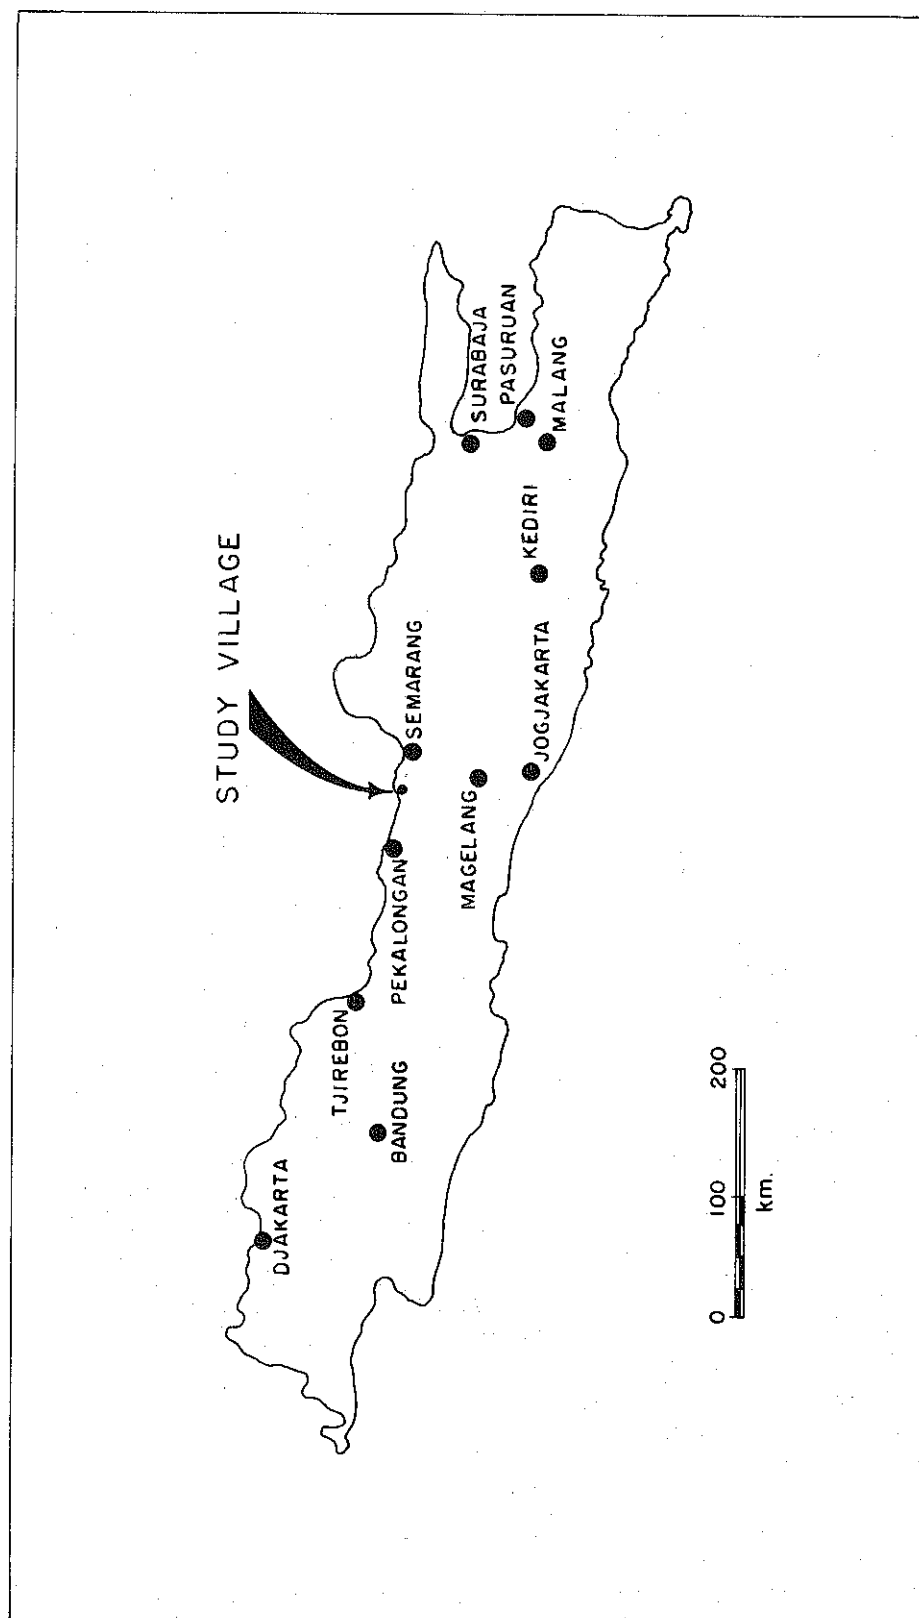 STUDY VILLAGE
DJAKARTA
BANDUNG
TJIREBON
PEKALONGAN
SEMARANG
MAGELANG
JOGJAKARTA
KEDIRI
SURABAJA
PASURUAN
MALANG
0 100 200
km.